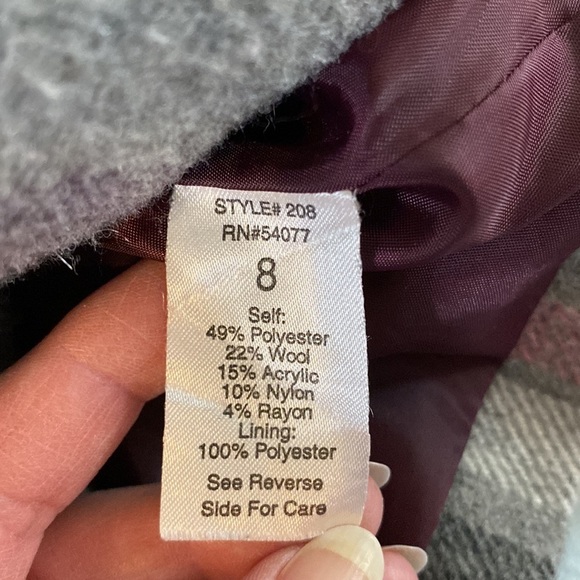 STYLE# 208
RN#54077
8
Self:
49% Polyester
22% Wool
15% Acrylic
10% Nylon
4% Rayon
Lining:
100% Polyester
See Reverse
Side For Care